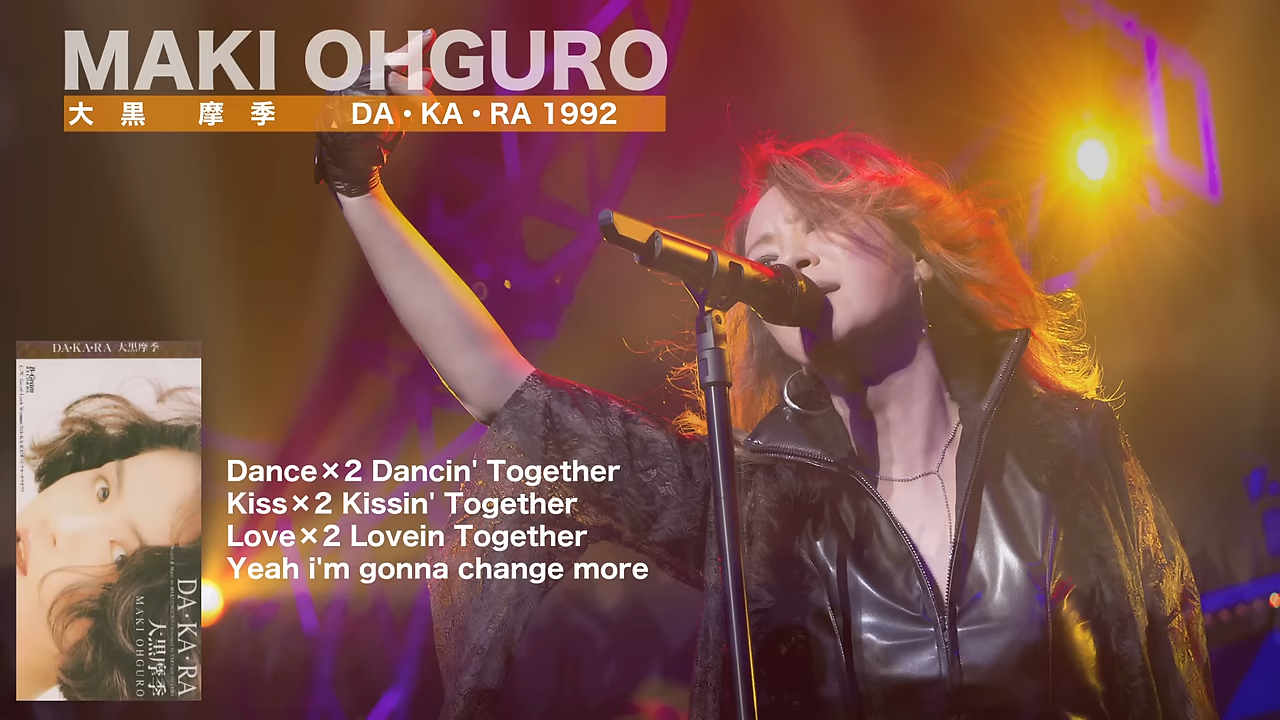 MAKI OHGURO
大黒 摩季 DA・KA・RA 1992
DA・KA・RA 大黒摩季
B-Gram
DA・KA・RA
大黒摩季
MAKI OHGURO
Dance×2 Dancin' Together
Kiss×2 Kissin' Together
Love×2 Lovein Together
Yeah i'm gonna change more